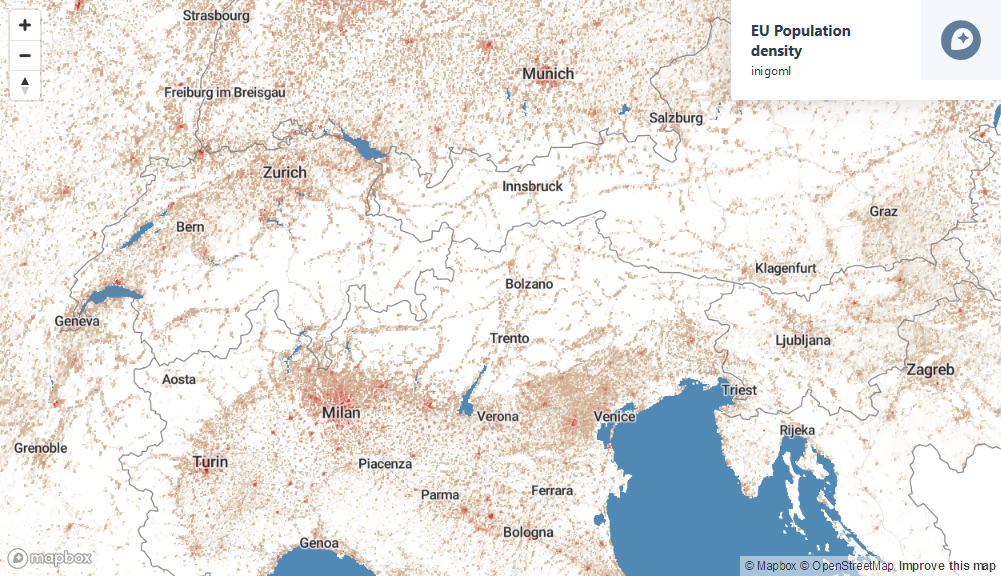 Strasbourg
+
EU Population
density
inigoml
−
Munich
Freiburg im Breisgau
Salzburg
Zurich
Innsbruck
Graz
Bern
Klagenfurt
Bolzano
Geneva
Trento
Ljubljana
Zagreb
Aosta
Triest
Milan
Verona
Venice
Rijeka
Grenoble
Turin
Piacenza
Parma
Ferrara
Bologna
Genoa
mapbox
© Mapbox © OpenStreetMap Improve this map